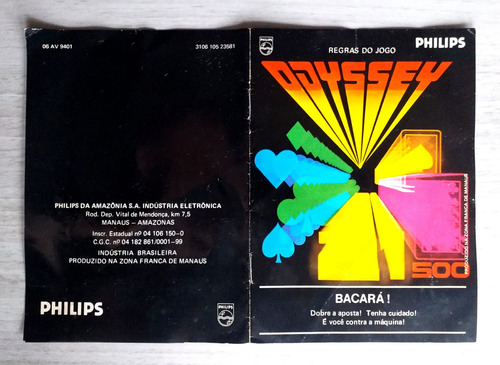 06 AV 9401
3106 105 23581
PHILIPS DA AMAZÔNIA S.A. INDÚSTRIA ELETRÔNICA
Rod. Dep. Vital de Mendonça, km 7,5
MANAUS – AMAZONAS
Inscr. Estadual nº 04 106 150–0
C.G.C. nº 04 182 861/0001–99
INDÚSTRIA BRASILEIRA
PRODUZIDO NA ZONA FRANCA DE MANAUS
PHILIPS
PHILIPS
PHILIPS
REGRAS DO JOGO
PHILIPS
ODYSSEY
21
500
PRODUZIDO NA ZONA FRANCA DE MANAUS
BACARÁ!
Dobre a aposta! Tenha cuidado!
É você contra a máquina!